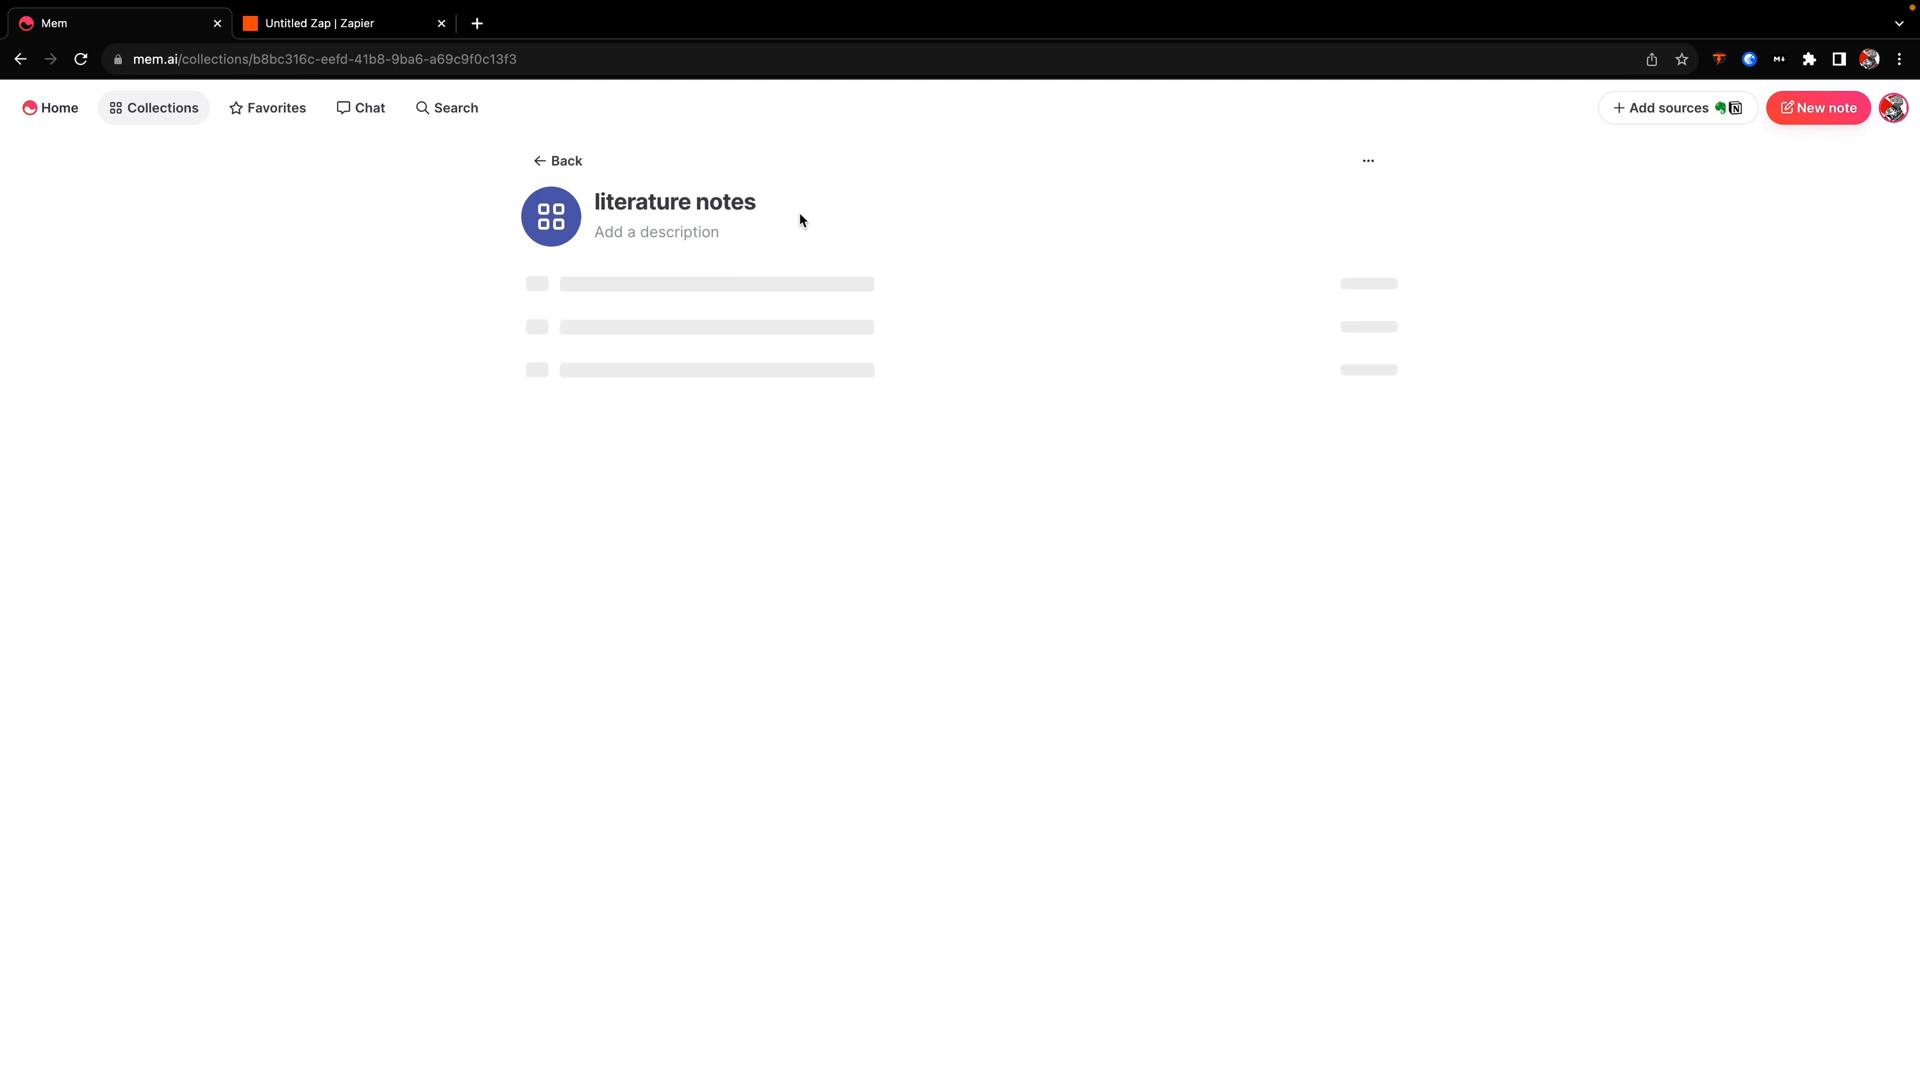 Mem
Untitled Zap | Zapier
mem.ai/collections/b8bc316c-eefd-41b8-9ba6-a69c9f0c13f3
M+
Home
Collections
Favorites
Chat
Search
+ Add sources
New note
← Back
...
literature notes
Add a description